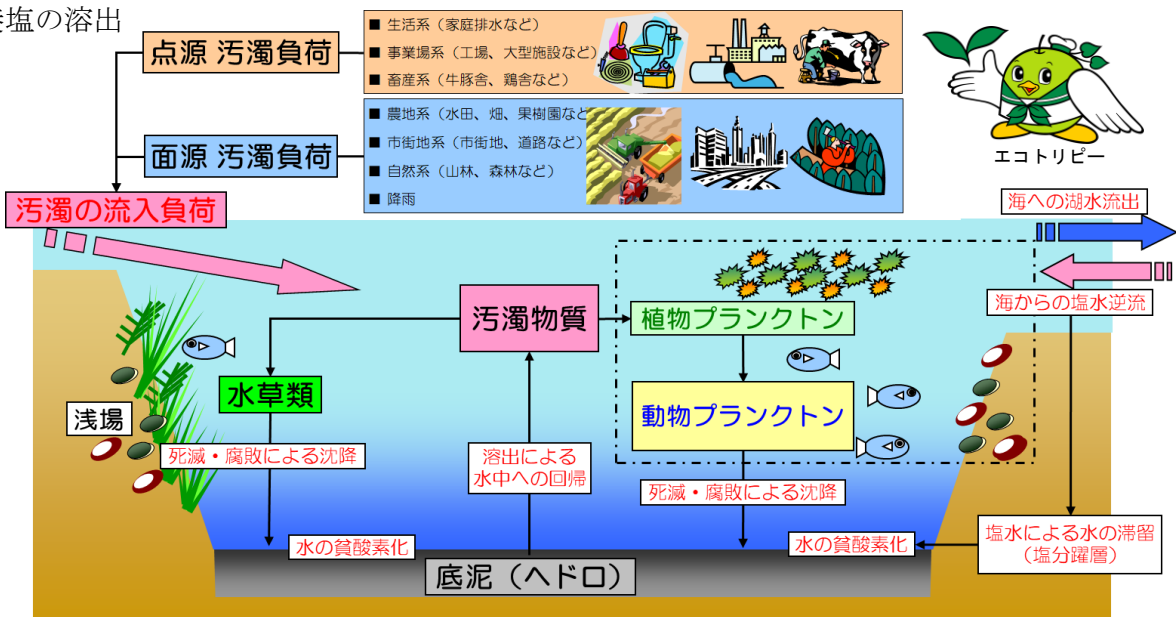 塩の溶出
点源 汚濁負荷
■ 生活系（家庭排水など）
■ 事業場系（工場、大型施設など）
■ 畜産系（牛豚舎、鶏舎など）
面源 汚濁負荷
■ 農地系（水田、畑、果樹園など
■ 市街地系（市街地、道路など）
■ 自然系（山林、森林など）
■ 降雨
エコトリピー
汚濁の流入負荷
海への湖水流出
海からの塩水逆流
汚濁物質
植物プランクトン
水草類
動物プランクトン
浅場
死滅・腐敗による沈降
溶出による
水中への回帰
死滅・腐敗による沈降
水の貧酸素化
水の貧酸素化
塩水による水の滞留
（塩分躍層）
底泥（ヘドロ）